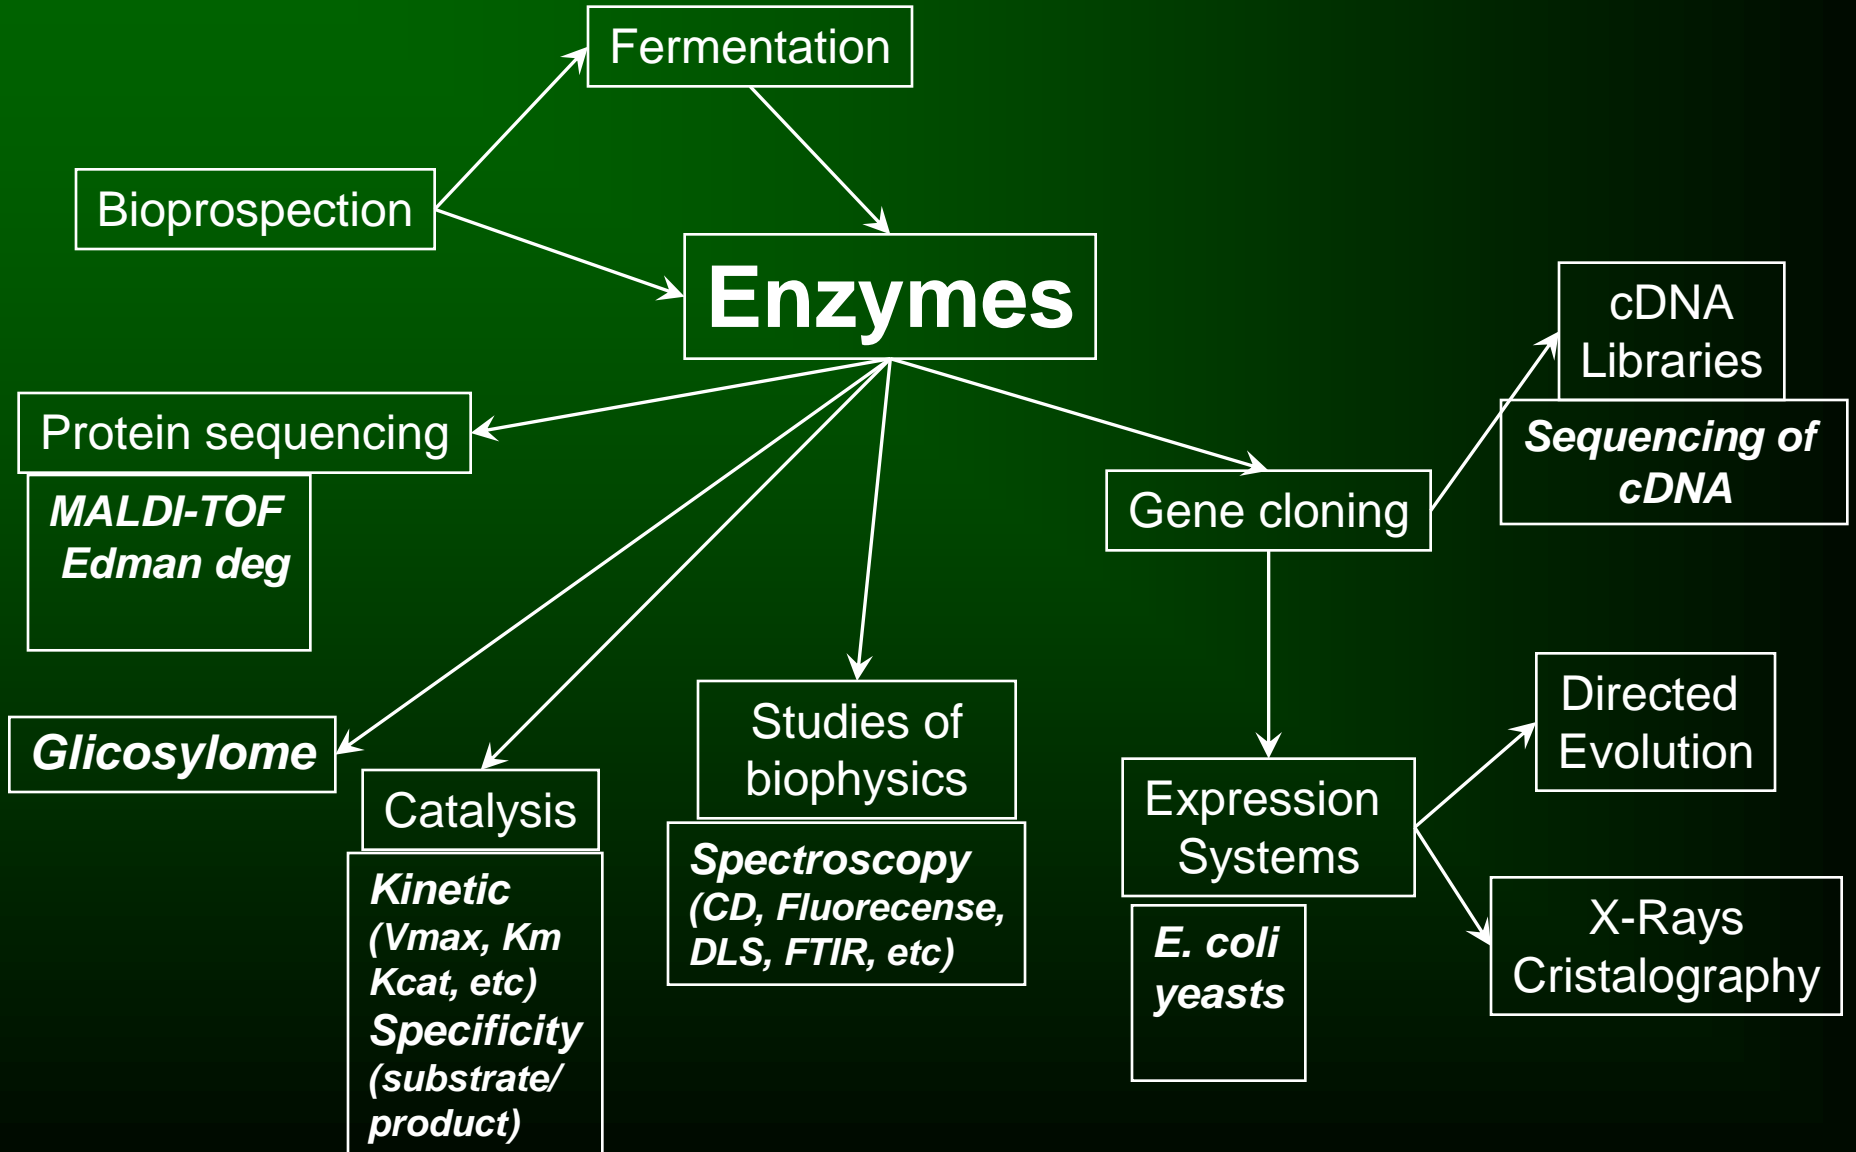 Fermentation
Bioprospection
Enzymes
cDNA
Libraries
Sequencing of
cDNA
Protein sequencing
MALDI-TOF
Edman deg
Gene cloning
Glicosylome
Catalysis
Kinetic
(Vmax, Km
Kcat, etc)
Specificity
(substrate/
product)
Studies of
biophysics
Spectroscopy
(CD, Fluorecense,
DLS, FTIR, etc)
Expression
Systems
E. coli
yeasts
Directed
Evolution
X-Rays
Cristalography